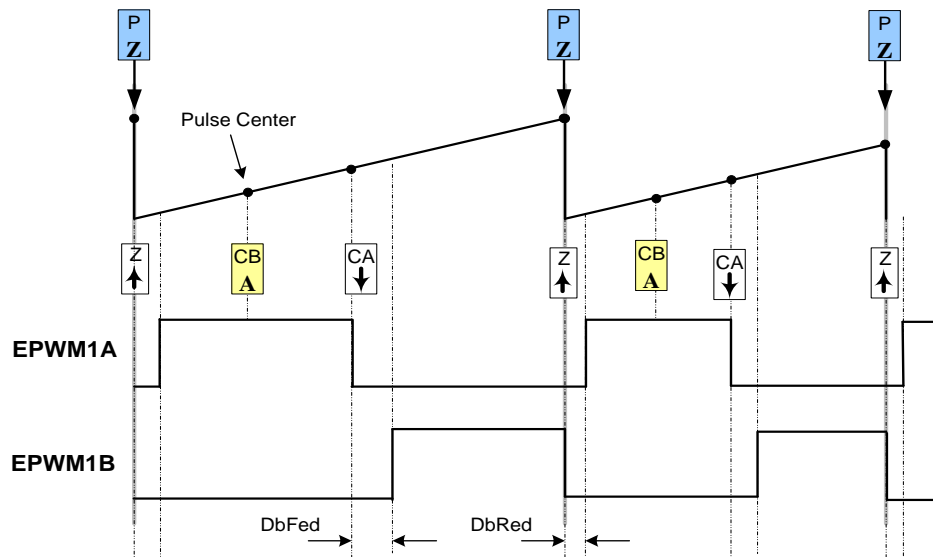 P
Z
P
Z
P
Z
Pulse Center
Z
CB
A
CA
Z
CB
A
CA
Z
EPWM1A
EPWM1B
DbFed
DbRed